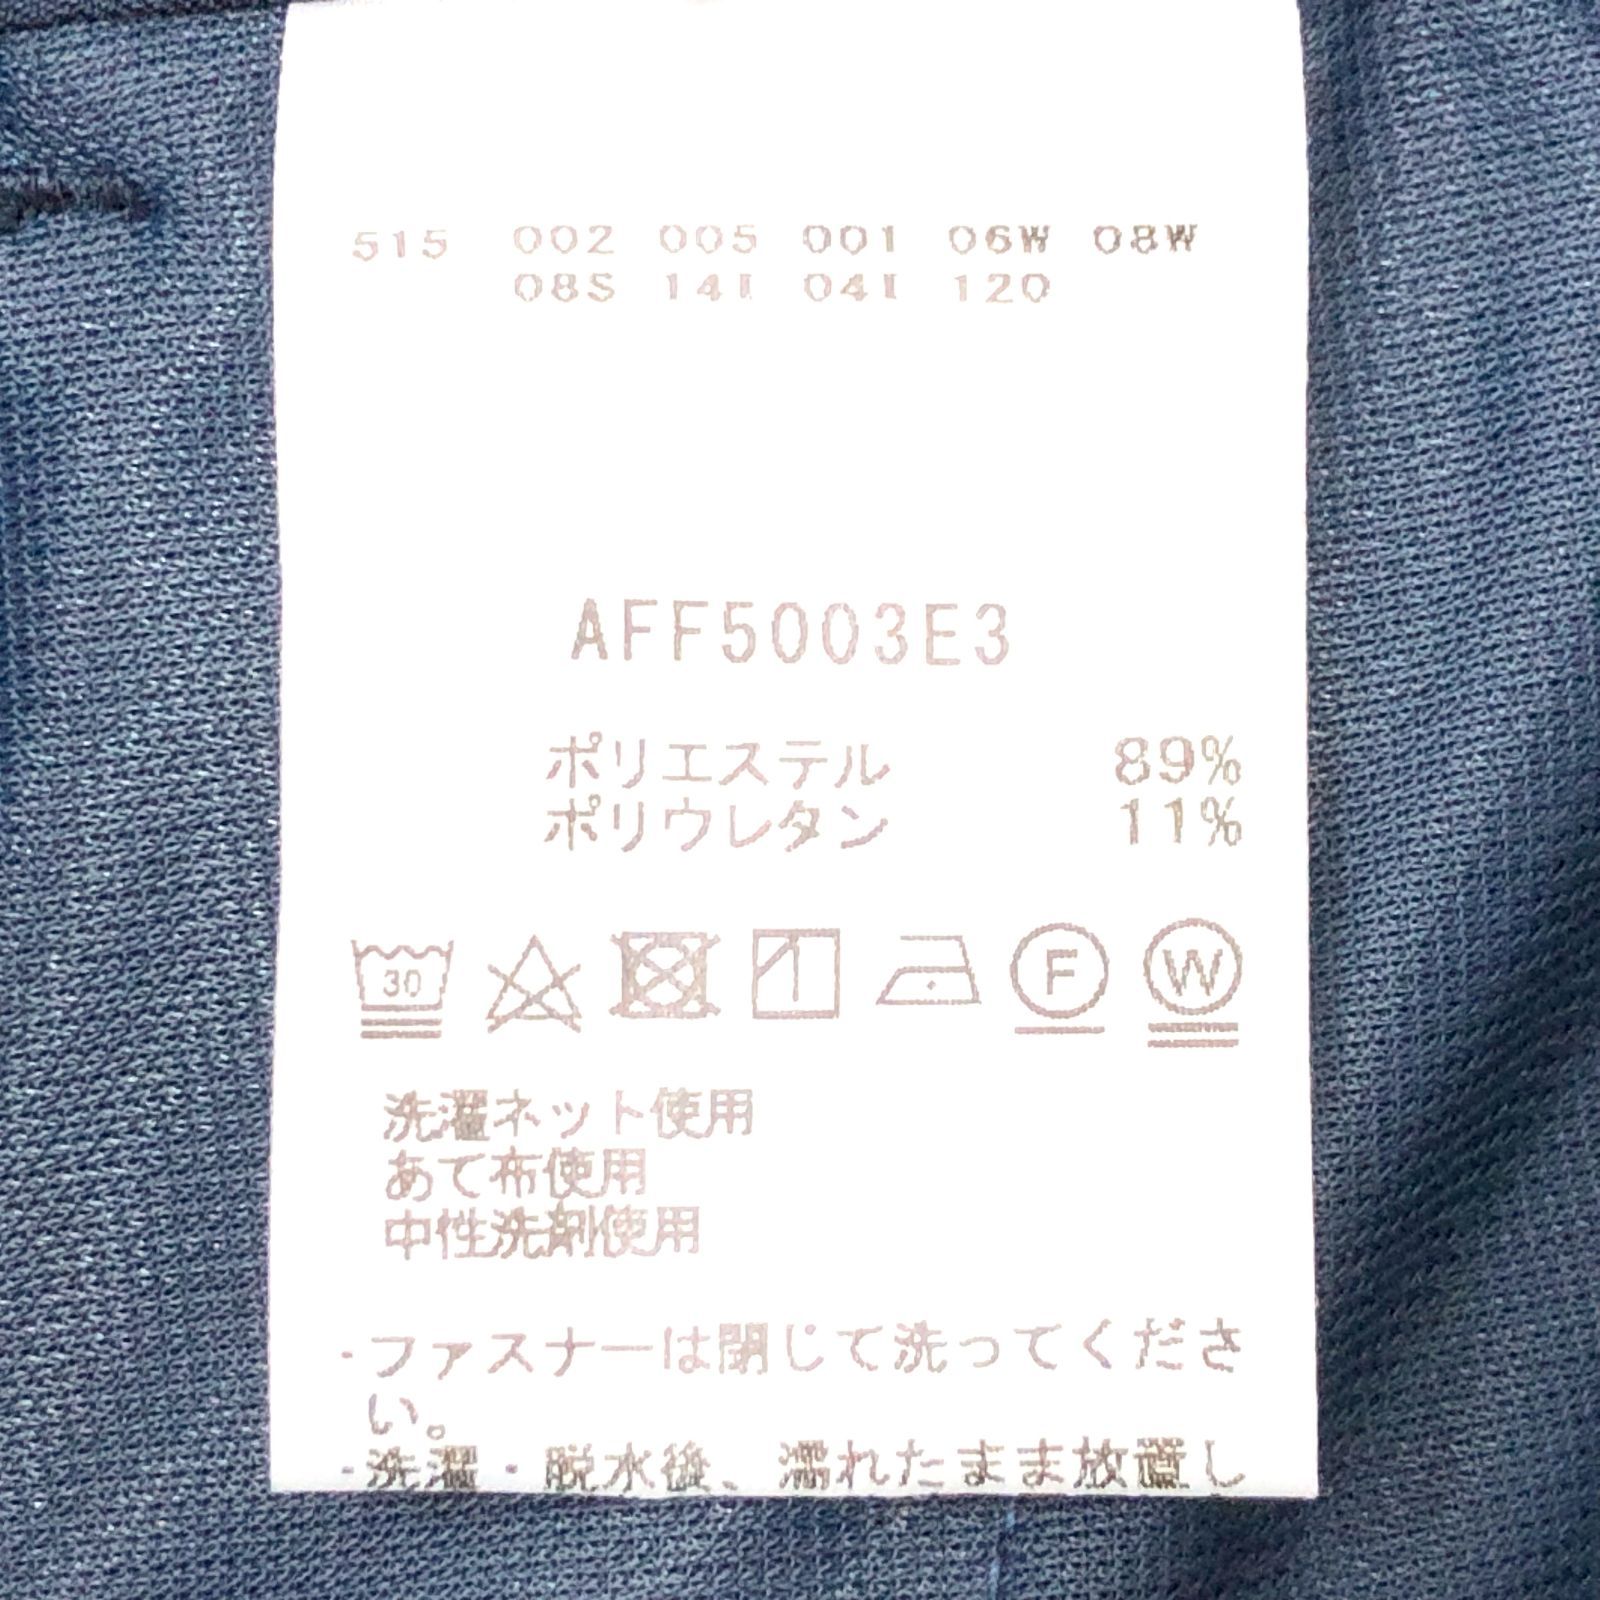 515 002 005 001 06W 08W
08S 14I 04I 120
AFF5003E3
ポリエステル 89%
ポリウレタン 11%
30 F W
洗濯ネット使用
あて布使用
中性洗剤使用
・ファスナーは閉じて洗ってくださ
い。
・洗濯・脱水後、濡れたまま放置し